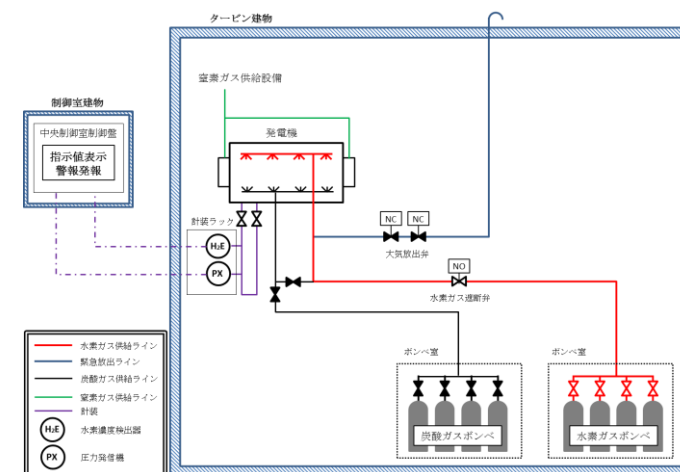 タービン建物
窒素ガス供給設備
制御室建物
中央制御室制御盤
指示値表示
警報発報
発電機
計装ラック
NC
NC
大気放出弁
H₂E
PX
NO
水素ガス遮断弁
ボンベ室
ボンベ室
炭酸ガスボンベ
水素ガスボンベ
水素ガス供給ライン
緊急放出ライン
炭酸ガス供給ライン
窒素ガス供給ライン
計装
H₂E
水素濃度検出器
PX
圧力発信機